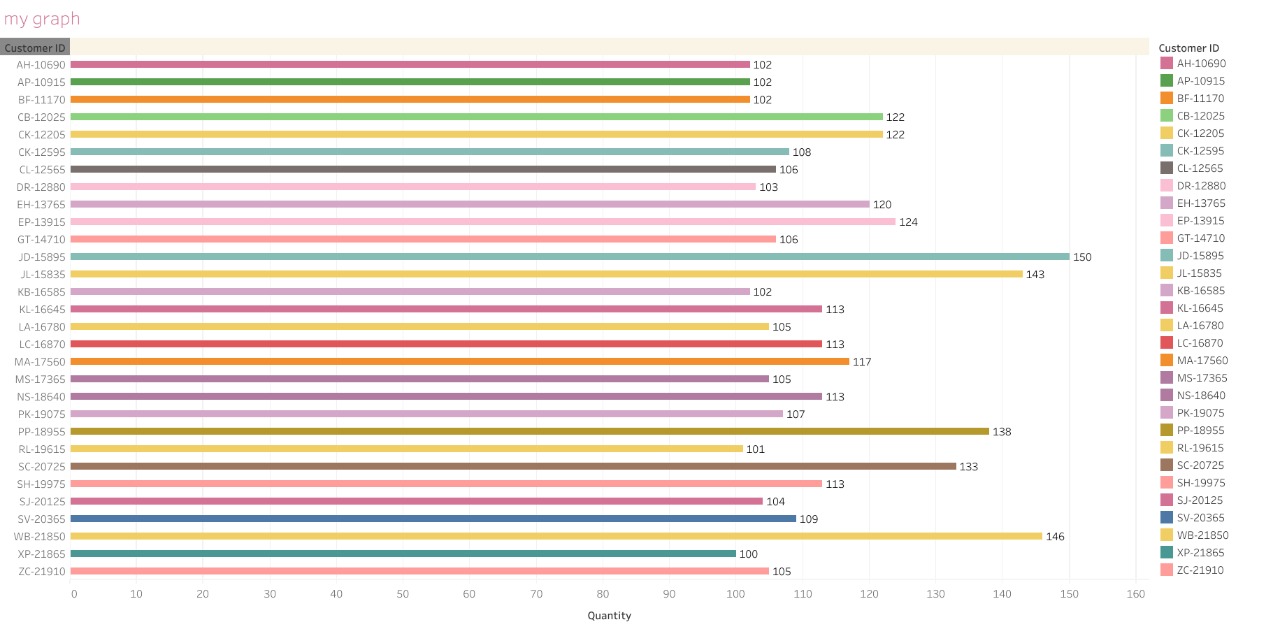 my graph
Customer ID
AH-10690 102
AP-10915 102
BF-11170 102
CB-12025 122
CK-12205 122
CK-12595 108
CL-12565 106
DR-12880 103
EH-13765 120
EP-13915 124
GT-14710 106
JD-15895 150
JL-15835 143
KB-16585 102
KL-16645 113
LA-16780 105
LC-16870 113
MA-17560 117
MS-17365 105
NS-18640 113
PK-19075 107
PP-18955 138
RL-19615 101
SC-20725 133
SH-19975 113
SJ-20125 104
SV-20365 109
WB-21850 146
XP-21865 100
ZC-21910 105
0 10 20 30 40 50 60 70 80 90 100 110 120 130 140 150 160
Quantity
Customer ID
AH-10690
AP-10915
BF-11170
CB-12025
CK-12205
CK-12595
CL-12565
DR-12880
EH-13765
EP-13915
GT-14710
JD-15895
JL-15835
KB-16585
KL-16645
LA-16780
LC-16870
MA-17560
MS-17365
NS-18640
PK-19075
PP-18955
RL-19615
SC-20725
SH-19975
SJ-20125
SV-20365
WB-21850
XP-21865
ZC-21910